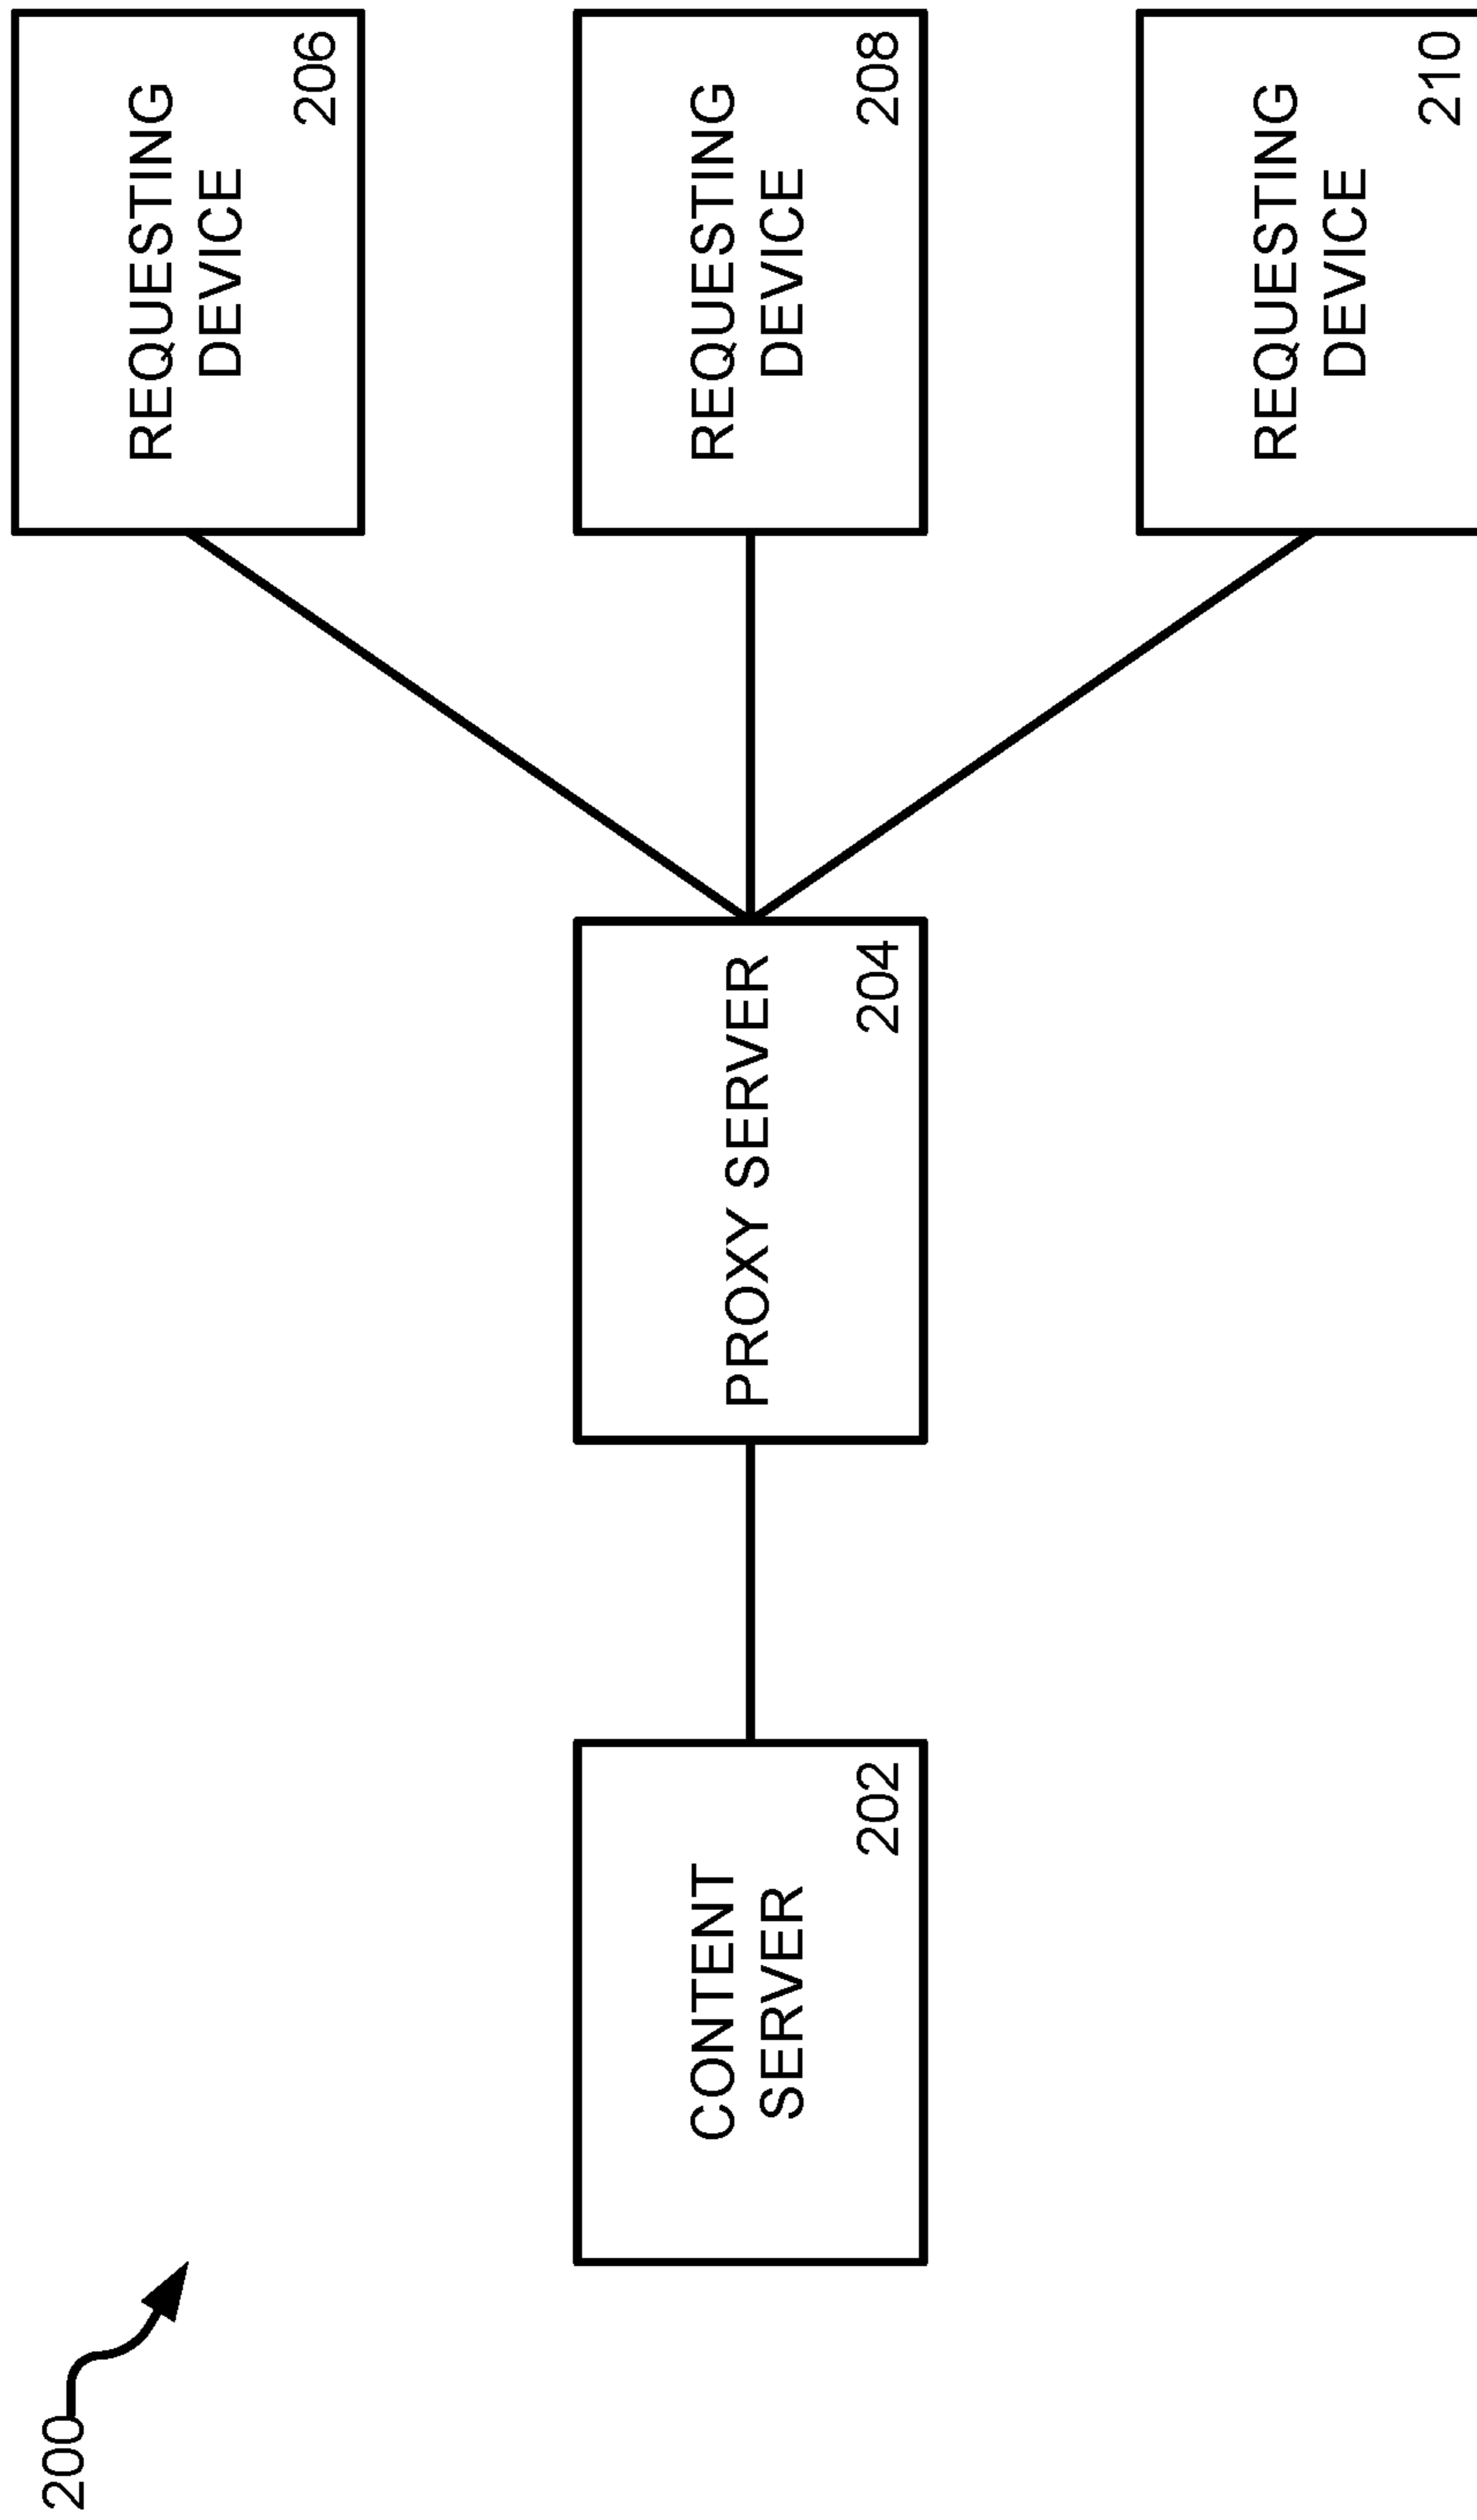 200
CONTENT
SERVER
202
PROXY SERVER
204
REQUESTING
DEVICE
206
REQUESTING
DEVICE
208
REQUESTING
DEVICE
210